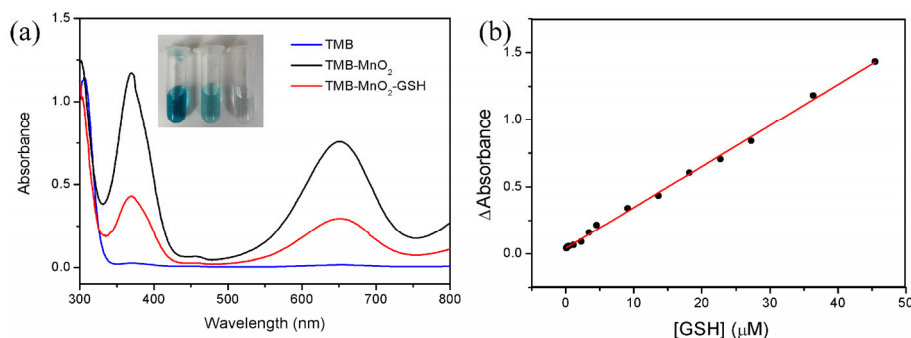 (a)
1.5
1.0
0.5
0.0
Absorbance
300 400 500 600 700 800
Wavelength (nm)
TMB
TMB-MnO₂
TMB-MnO₂-GSH
(b)
1.5
1.0
0.5
0.0
ΔAbsorbance
0 10 20 30 40 50
[GSH] (μM)